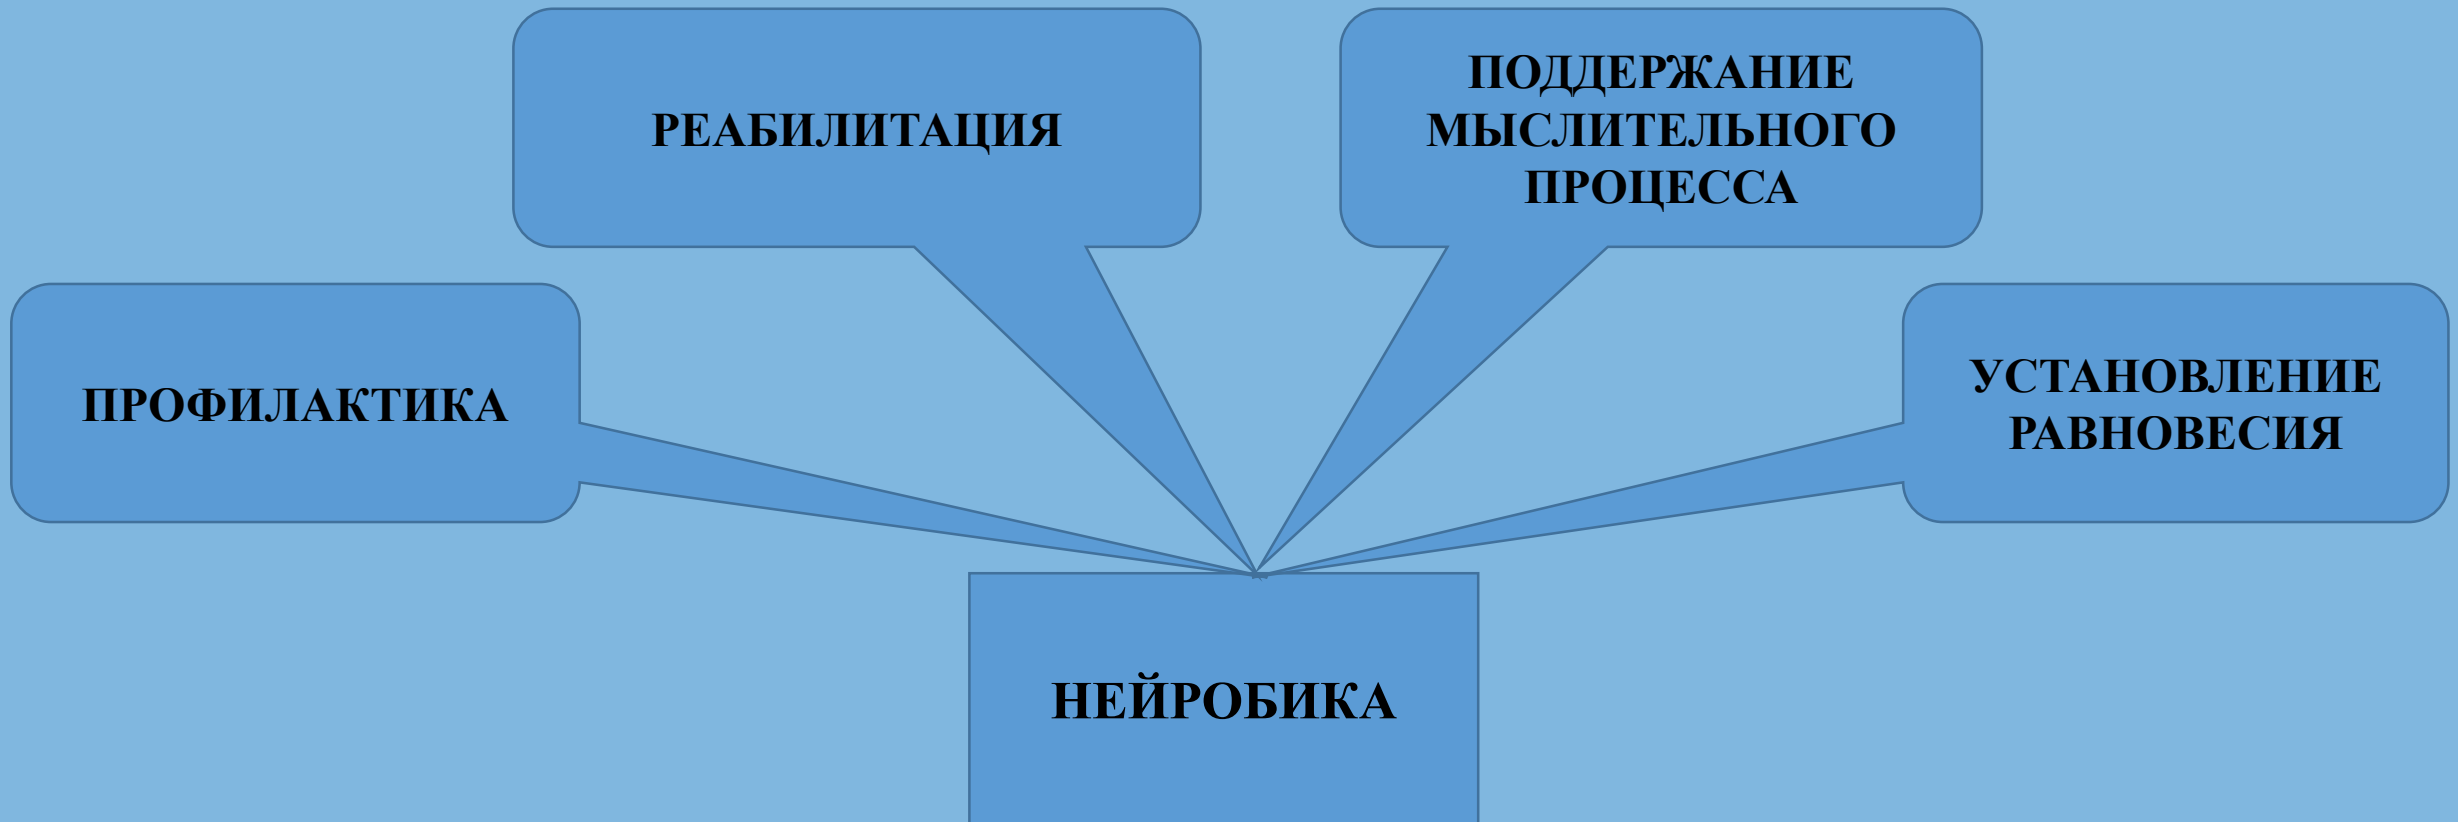 РЕАБИЛИТАЦИЯ
ПОДДЕРЖАНИЕ
МЫСЛИТЕЛЬНОГО
ПРОЦЕССА
ПРОФИЛАКТИКА
УСТАНОВЛЕНИЕ
РАВНОВЕСИЯ
НЕЙРОБИКА